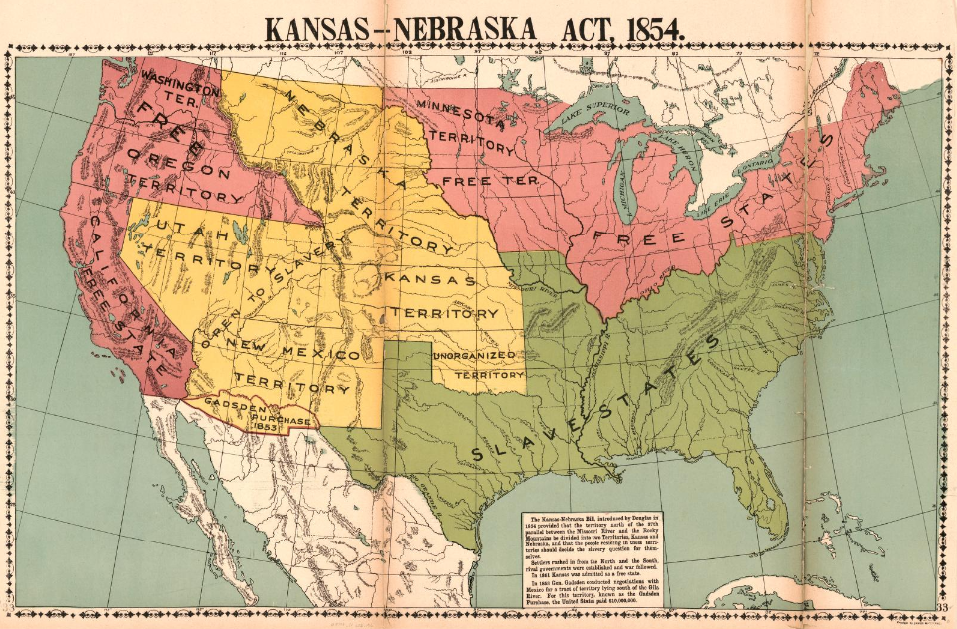 KANSAS-NEBRASKA ACT, 1854.
WASHINGTON
TER.
FREE
OREGON
TERRITORY
NEBRASKA
TERRITORY
MINNESOTA
TERRITORY
FREE TER.
LAKE SUPERIOR
LAKE HURON
MICHIGAN
ONTARIO
LAKE ERIE
FREE STATES
CALIFORNIA
FREE STATE
UTAH
TERRITORY
OPEN TO SLAVERY
KANSAS
TERRITORY
NEW MEXICO
TERRITORY
UNORGANIZED
TERRITORY
GADSDEN
PURCHASE
1853
SLAVE STATES
The Kansas-Nebraska Bill, introduced by Douglas in
1854 provided that the territory north of the 37th
parallel between the Missouri River and the Rocky
Mountains be divided into two Territories, Kansas and
Nebraska, and that the people residing in these terri-
tories should decide the slavery question for them-
selves.
Settlers rushed in from the North and the South,
rival governments were established and war followed.
In 1861 Kansas was admitted as a free state.
In 1853 Gen. Gadsden conducted negotiations with
Mexico for a tract of territory lying south of the Gila
River. For this territory, known as the Gadsden
Purchase, the United States paid $10,000,000.
33